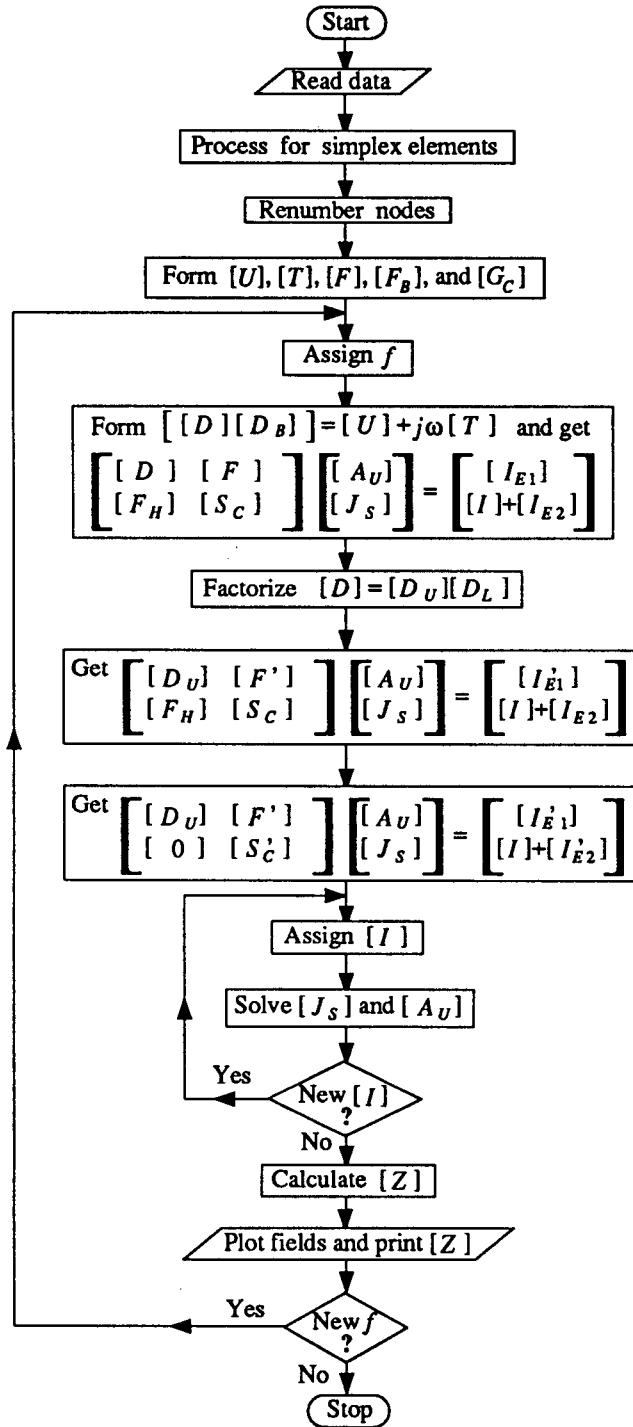 Start
Read data
Process for simplex elements
Renumber nodes
Form [U], [T], [F], [F_B], and [G_C]
Assign f
Form [[D][D_B]]=[U]+jω[T] and get
[D] [F] [A_U] [I_E1]
=
[F_H] [S_C] [J_S] [I]+[I_E2]
Factorize [D]=[D_U][D_L]
Get [D_U] [F'] [A_U] = [I'_E1]
[F_H] [S_C] [J_S] [I]+[I_E2]
Get [D_U] [F'] [A_U] = [I'_E1]
[0] [S'_C] [J_S] [I]+[I'_E2]
Assign [I]
Solve [J_S] and [A_U]
Yes
New [I]
?
No
Calculate [Z]
Plot fields and print [Z]
Yes
New f
?
No
Stop